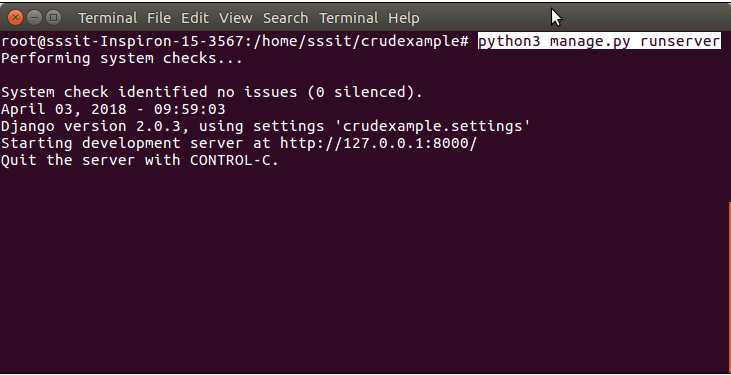 Terminal File Edit View Search Terminal Help
root@sssit-Inspiron-15-3567:/home/sssit/crudexample# python3 manage.py runserver
Performing system checks...
System check identified no issues (0 silenced).
April 03, 2018 - 09:59:03
Django version 2.0.3, using settings 'crudexample.settings'
Starting development server at http://127.0.0.1:8000/
Quit the server with CONTROL-C.